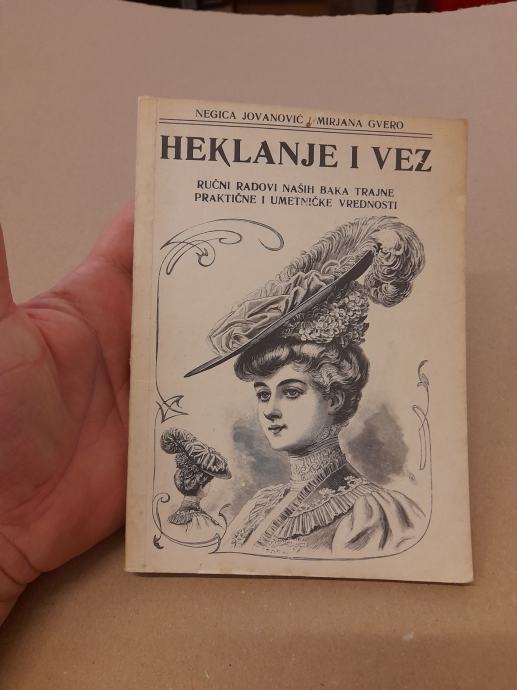 NEGICA JOVANOVIĆ / MIRJANA GVERO
HEKLANJE I VEZ
RUČNI RADOVI NAŠIH BAKA TRAJNE
PRAKTIČNE I UMETNIČKE VREDNOSTI